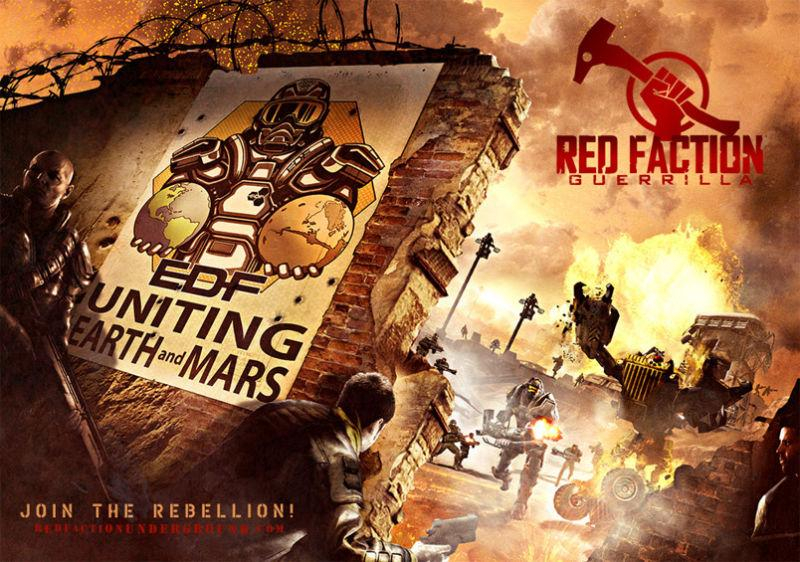 RED FACTION
GUERRILLA
EDF
UNITING
EARTH and MARS
JOIN THE REBELLION!
REDFACTIONUNDERGROUND.COM